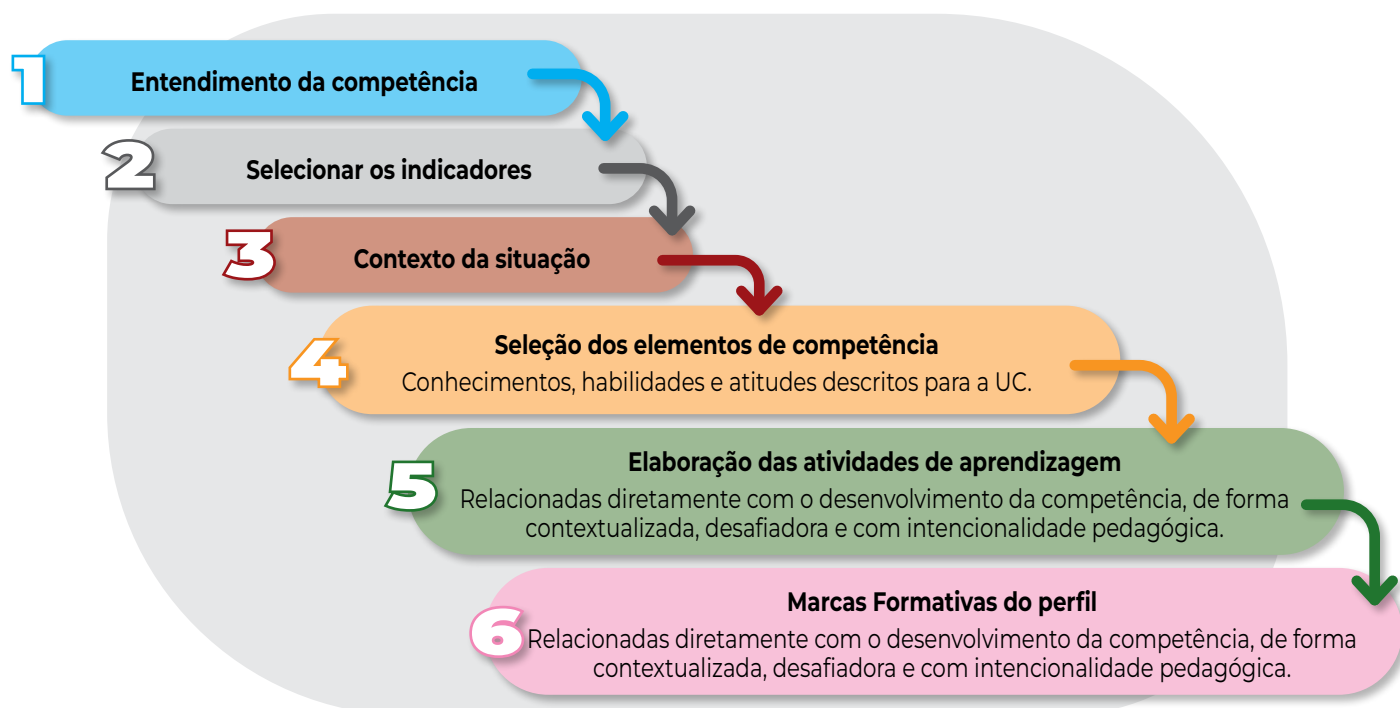 1
Entendimento da competência
2
Selecionar os indicadores
3
Contexto da situação
4
Seleção dos elementos de competência
Conhecimentos, habilidades e atitudes descritos para a UC.
5
Elaboração das atividades de aprendizagem
Relacionadas diretamente com o desenvolvimento da competência, de forma
contextualizada, desafiadora e com intencionalidade pedagógica.
6
Marcas Formativas do perfil
Relacionadas diretamente com o desenvolvimento da competência, de forma
contextualizada, desafiadora e com intencionalidade pedagógica.